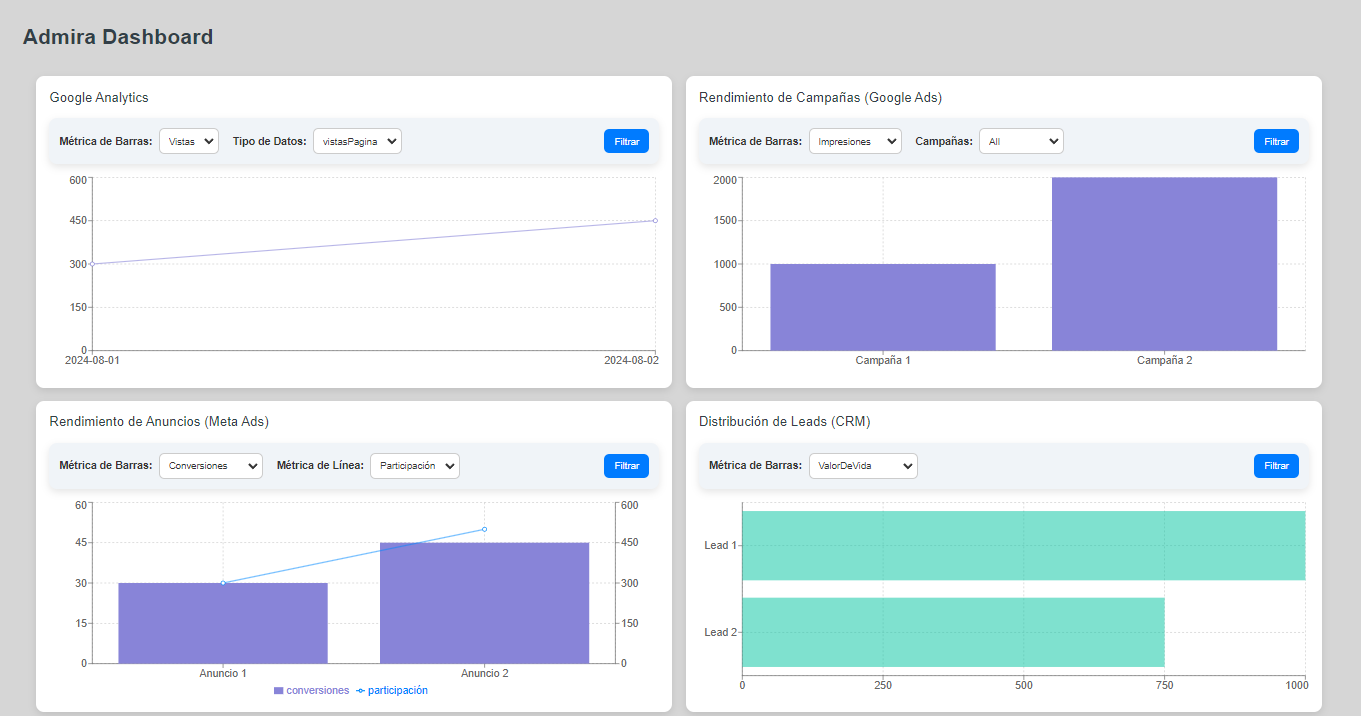 Admira Dashboard
Google Analytics
Métrica de Barras: Vistas Tipo de Datos: vistasPagina Filtrar
600
450
300
150
0
2024-08-01 2024-08-02
Rendimiento de Campañas (Google Ads)
Métrica de Barras: Impresiones Campañas: All Filtrar
2000
1500
1000
500
0
Campaña 1 Campaña 2
Rendimiento de Anuncios (Meta Ads)
Métrica de Barras: Conversiones Métrica de Línea: Participación Filtrar
60 600
45 450
30 300
15 150
0 0
Anuncio 1 Anuncio 2
conversiones participación
Distribución de Leads (CRM)
Métrica de Barras: ValorDeVida Filtrar
Lead 1
Lead 2
0 250 500 750 1000